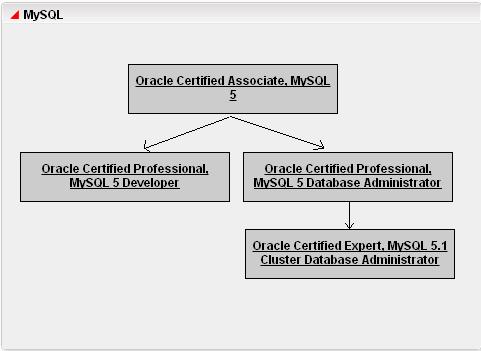 MySQL
Oracle Certified Associate, MySQL
5
Oracle Certified Professional,
MySQL 5 Developer
Oracle Certified Professional,
MySQL 5 Database Administrator
Oracle Certified Expert, MySQL 5.1
Cluster Database Administrator